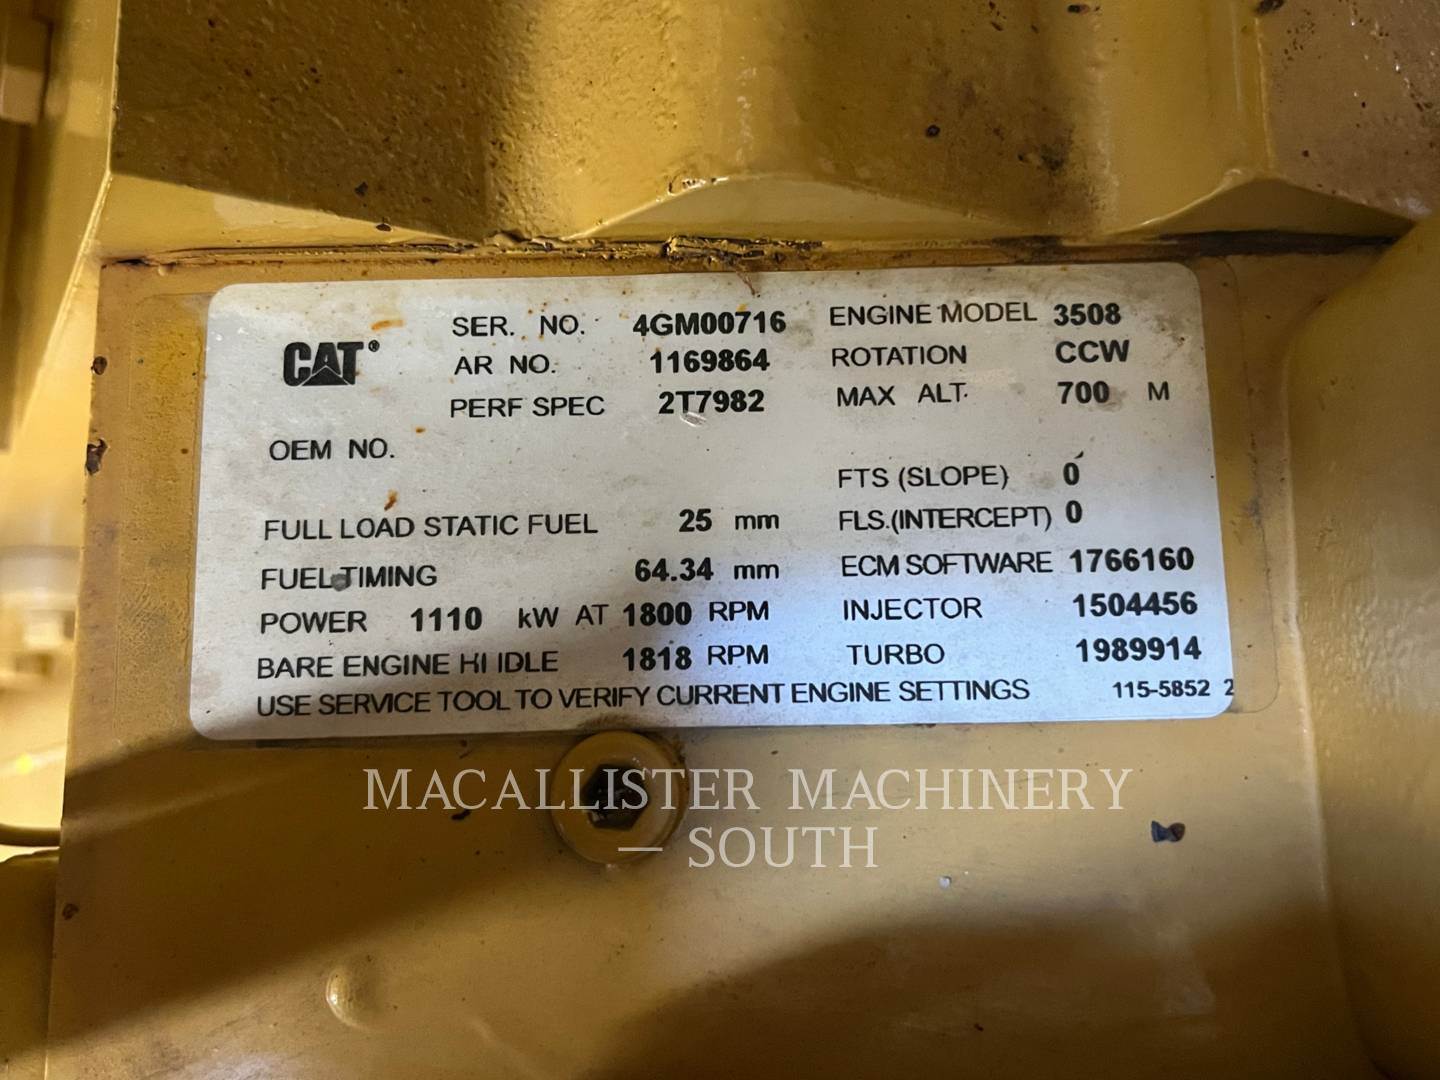 CAT®
SER. NO. 4GM00716 ENGINE MODEL 3508
AR NO. 1169864 ROTATION CCW
PERF SPEC 2T7982 MAX ALT. 700 M
OEM NO.
FTS (SLOPE) 0
FULL LOAD STATIC FUEL 25 mm FLS.(INTERCEPT) 0
FUEL TIMING 64.34 mm ECM SOFTWARE 1766160
POWER 1110 kW AT 1800 RPM INJECTOR 1504456
BARE ENGINE HI IDLE 1818 RPM TURBO 1989914
USE SERVICE TOOL TO VERIFY CURRENT ENGINE SETTINGS 115-5852 2
MACALLISTER MACHINERY
— SOUTH